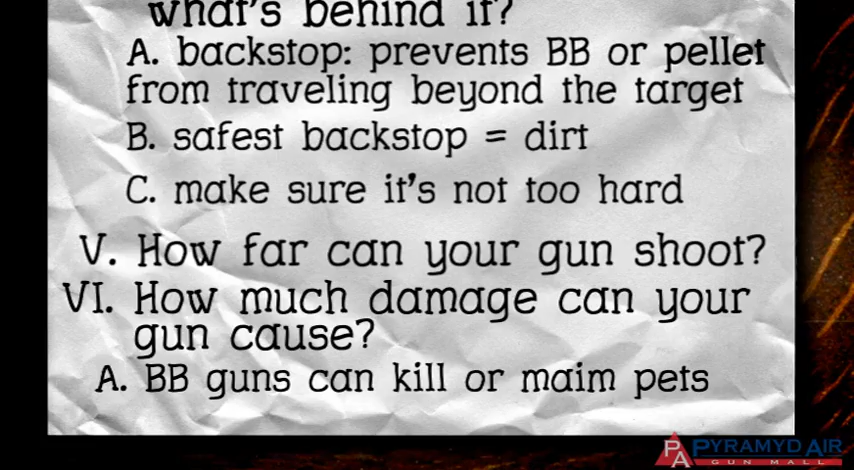 what's behind it?
A. backstop: prevents BB or pellet
from traveling beyond the target
B. safest backstop = dirt
C. make sure it's not too hard
V. How far can your gun shoot?
VI. How much damage can your
gun cause?
A. BB guns can kill or maim pets
PYRAMYD AIR
PA
GUN MALL